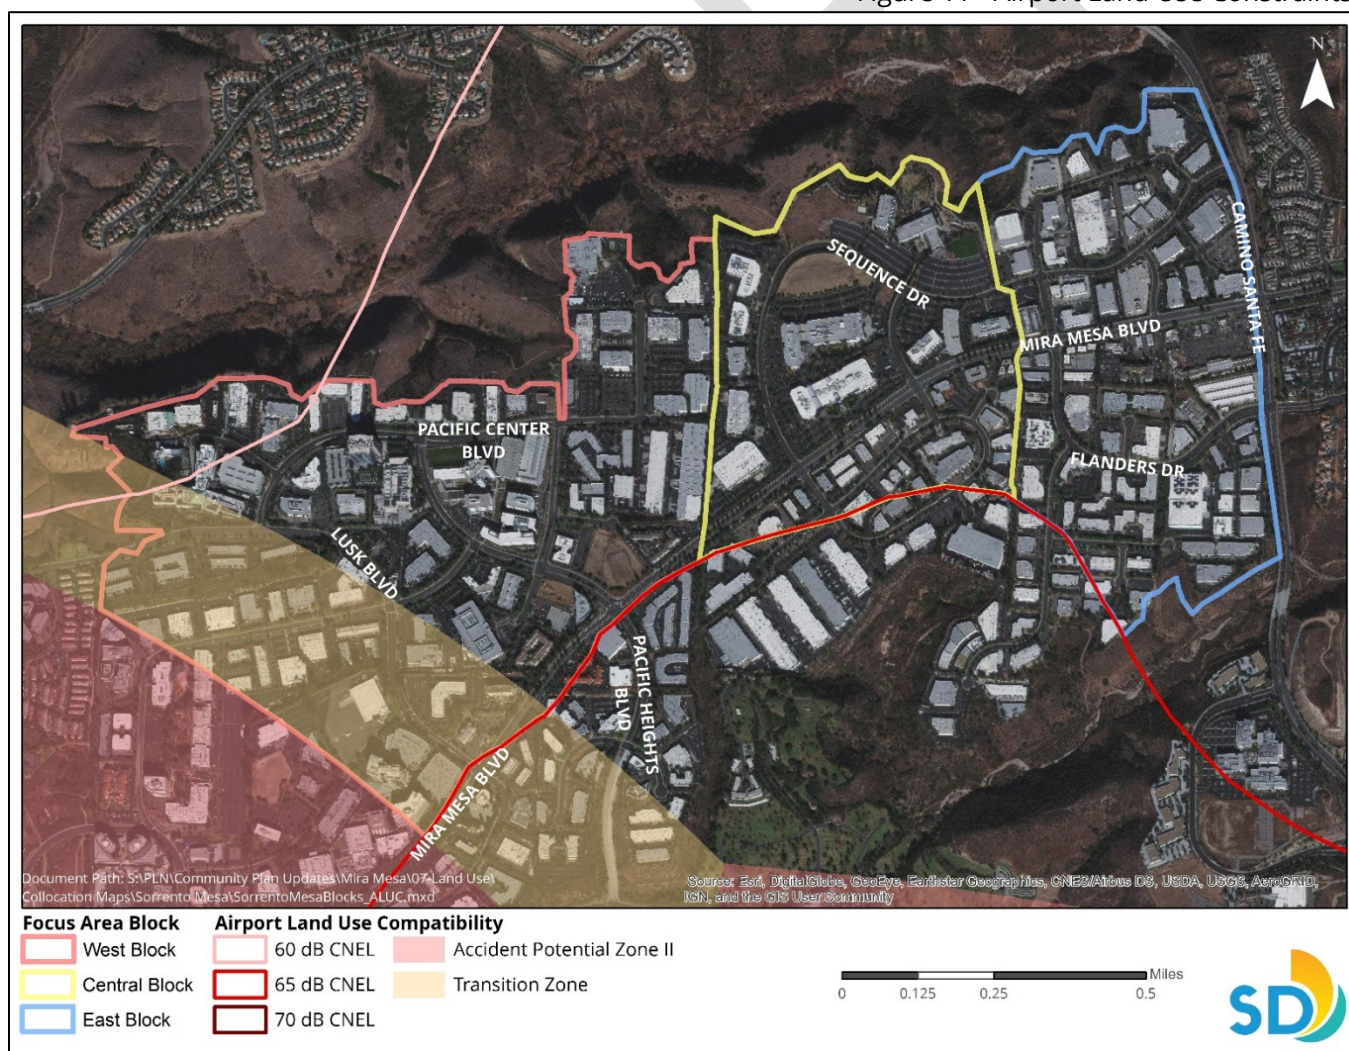 N
SEQUENCE DR
CAMINO SANTA FE
MIRA MESA BLVD
PACIFIC CENTER
BLVD
FLANDERS DR
LUSK BLVD
PACIFIC HEIGHTS
BLVD
MIRA MESA BLVD
Document Path: S:\PLN\Community Plan Updates\Mira Mesa\07-Land Use\
Collocation Maps\Sorrento Mesa\SorrentoMesaBlocks_ALUC.mxd
Source: Esri, DigitalGlobe, GeoEye, Earthstar Geographics, CNES/Airbus DS, USDA, USGS, AeroGRID,
IGN, and the GIS User Community
Focus Area Block
West Block
Central Block
East Block
Airport Land Use Compatibility
60 dB CNEL
65 dB CNEL
70 dB CNEL
Accident Potential Zone II
Transition Zone
Miles
0 0.125 0.25 0.5
SD